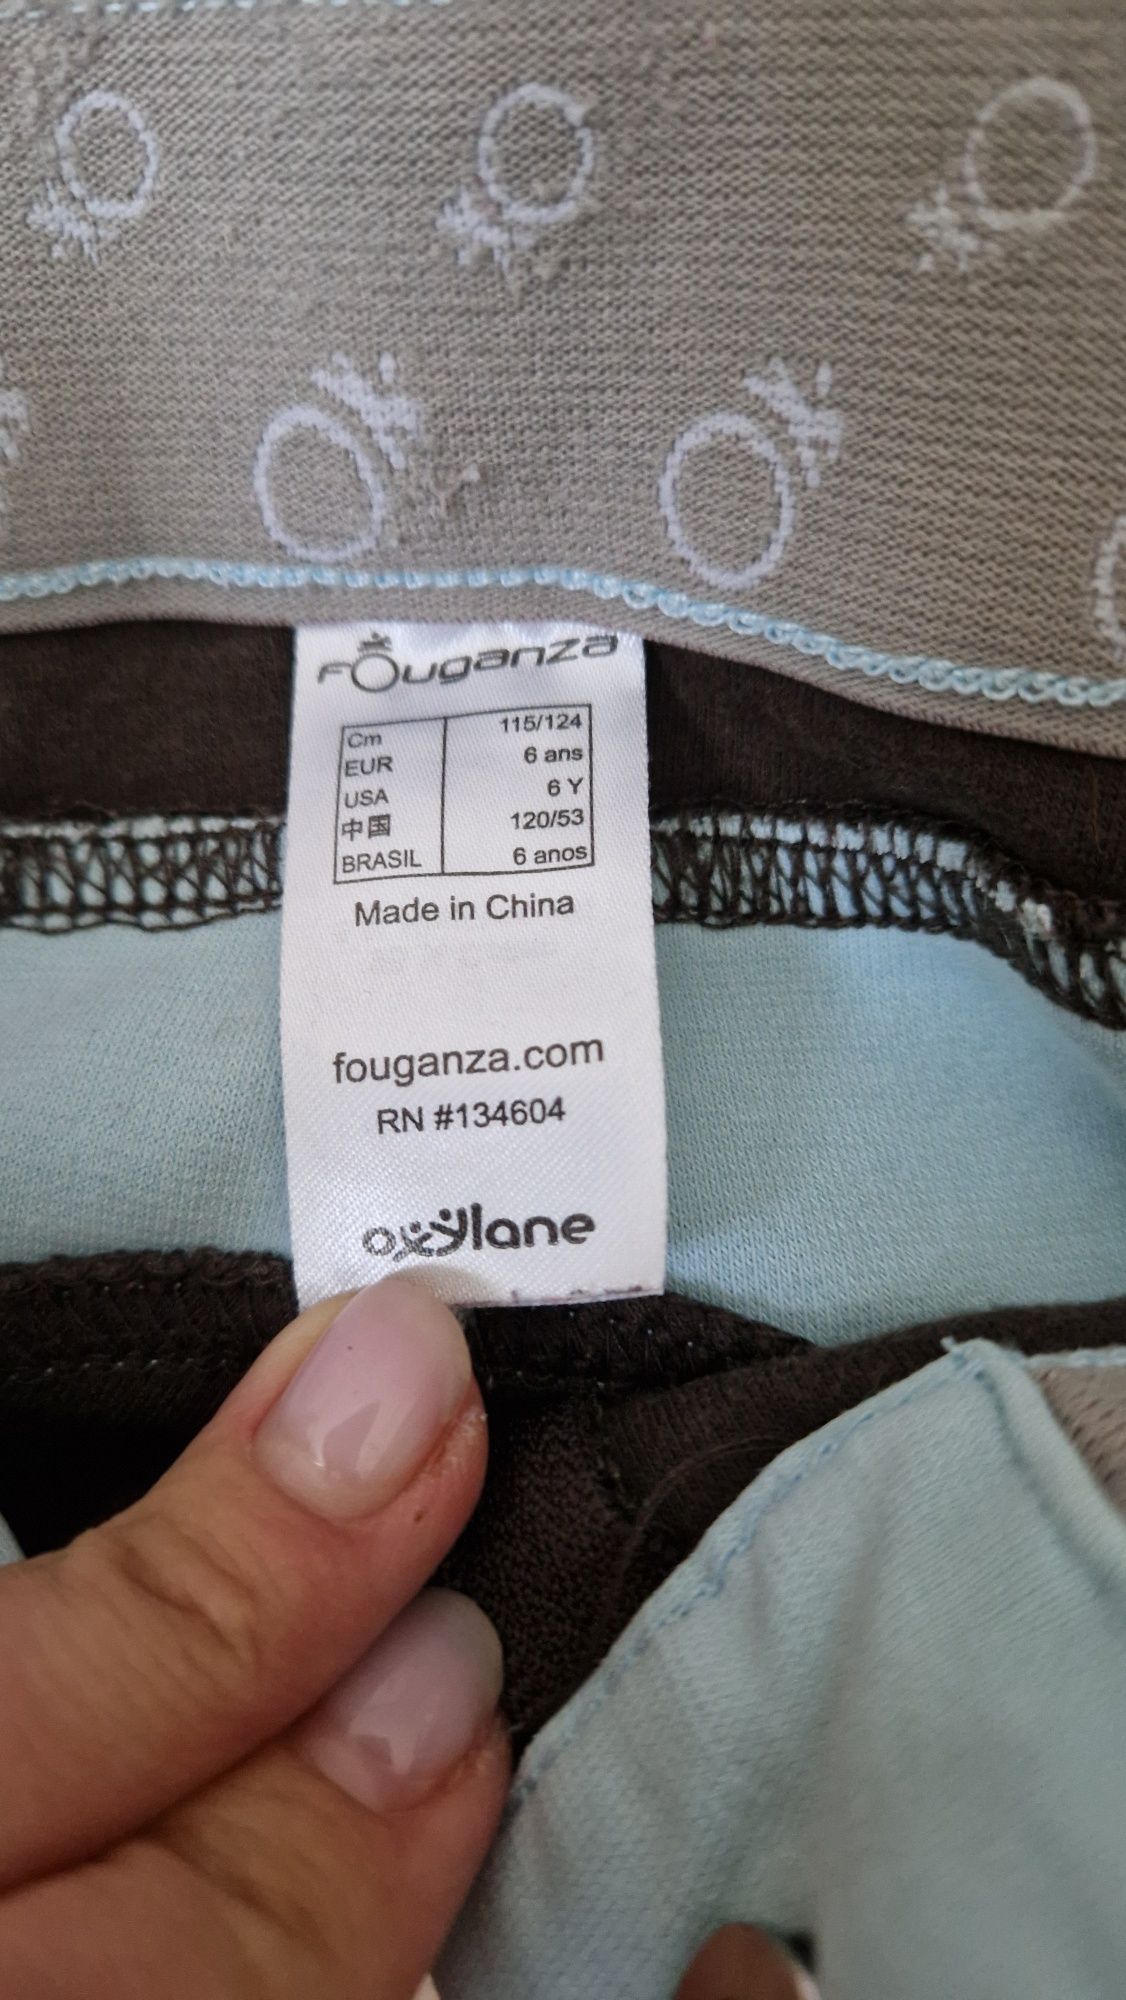 FOuganza
Cm 115/124
EUR 6 ans
USA 6 Y
中国 120/53
BRASIL 6 anos
Made in China
fouganza.com
RN #134604
oxylane